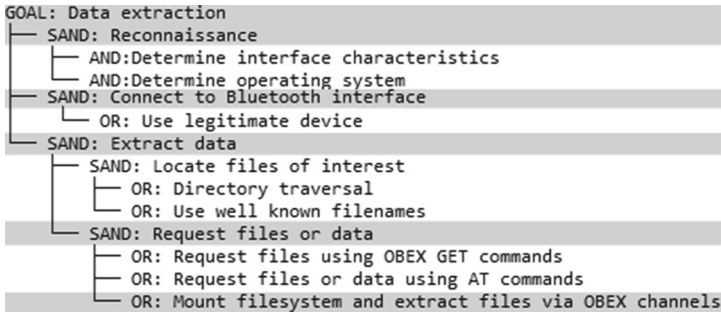 GOAL: Data extraction
SAND: Reconnaissance
AND:Determine interface characteristics
AND:Determine operating system
SAND: Connect to Bluetooth interface
OR: Use legitimate device
SAND: Extract data
SAND: Locate files of interest
OR: Directory traversal
OR: Use well known filenames
SAND: Request files or data
OR: Request files using OBEX GET commands
OR: Request files or data using AT commands
OR: Mount filesystem and extract files via OBEX channels